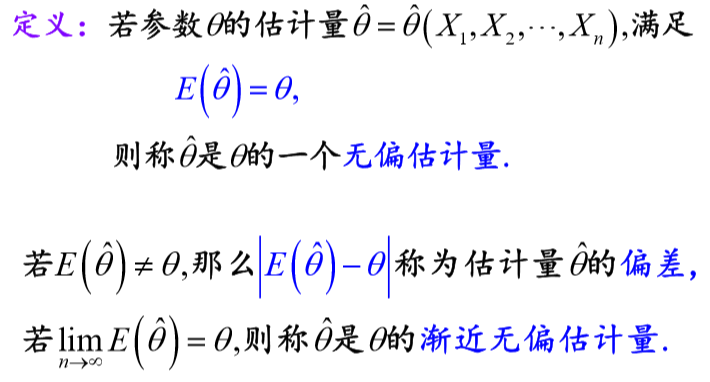 定义：若参数θ的估计量θ̂ = θ̂(X₁,X₂,⋯,Xₙ),满足
E(θ̂) = θ,
则称θ̂是θ的一个无偏估计量.
若E(θ̂) ≠ θ,那么|E(θ̂) − θ|称为估计量θ̂的偏差，
若lim_{n→∞} E(θ̂) = θ,则称θ̂是θ的渐近无偏估计量.